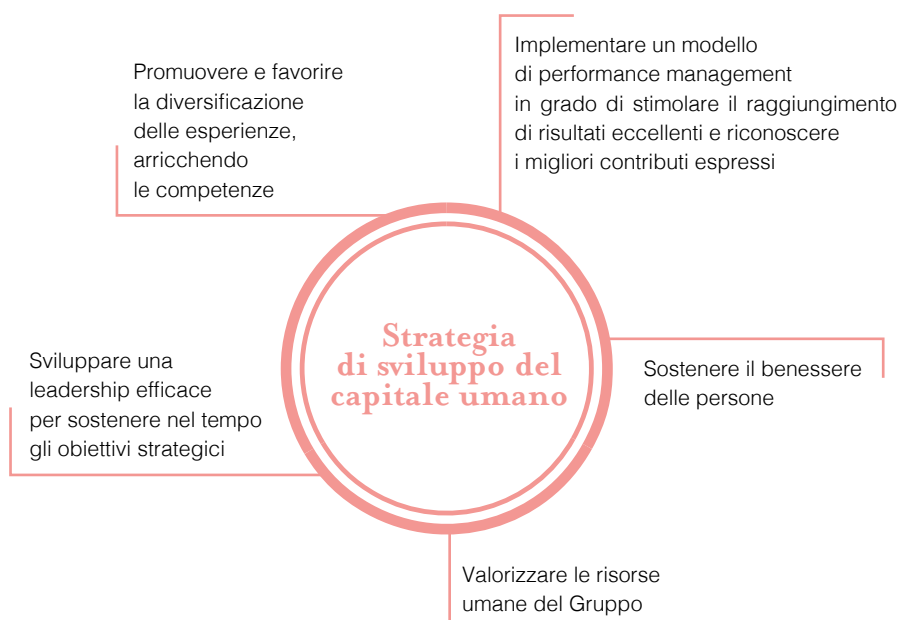 Promuovere e favorire
la diversificazione
delle esperienze,
arricchendo
le competenze
Implementare un modello
di performance management
in grado di stimolare il raggiungimento
di risultati eccellenti e riconoscere
i migliori contributi espressi
Strategia
di sviluppo del
capitale umano
Sviluppare una
leadership efficace
per sostenere nel tempo
gli obiettivi strategici
Sostenere il benessere
delle persone
Valorizzare le risorse
umane del Gruppo